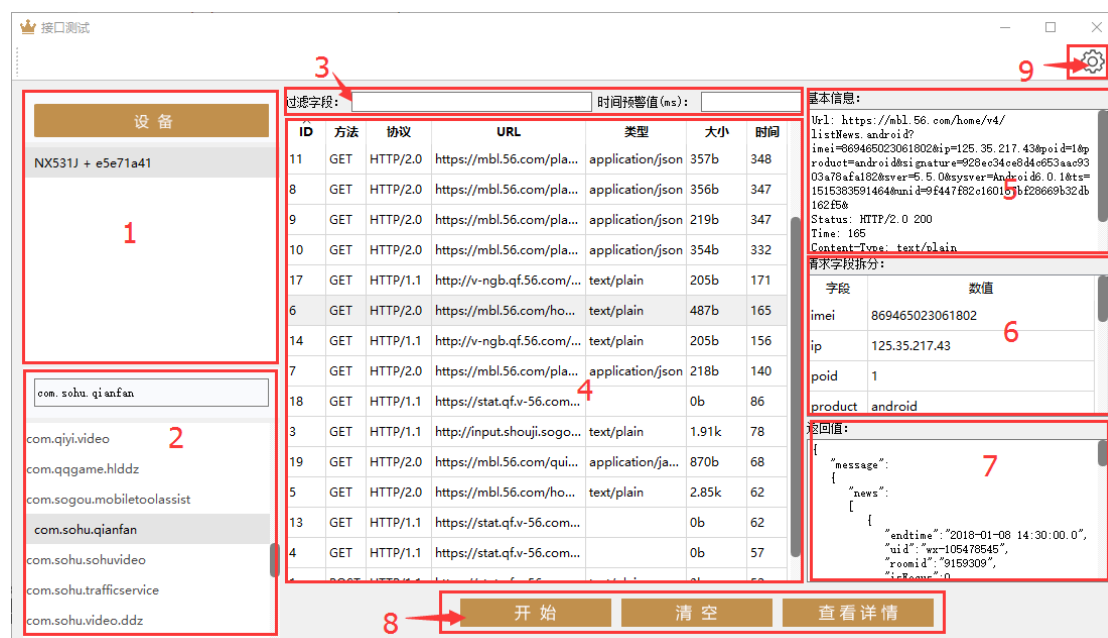 接口测试
9
3
过滤字段：
时间预警值(ms)：
设备
NX531J + e5e71a41
1
ID 方法 协议 URL 类型 大小 时间
11 GET HTTP/2.0 https://mbl.56.com/pla... application/json 357b 348
8 GET HTTP/2.0 https://mbl.56.com/pla... application/json 356b 347
9 GET HTTP/2.0 https://mbl.56.com/pla... application/json 219b 347
10 GET HTTP/2.0 https://mbl.56.com/pla... application/json 354b 332
17 GET HTTP/1.1 http://v-ngb.qf.56.com/... text/plain 205b 171
6 GET HTTP/2.0 https://mbl.56.com/ho... text/plain 487b 165
14 GET HTTP/1.1 http://v-ngb.qf.56.com/... text/plain 205b 156
7 GET HTTP/2.0 https://mbl.56.com/pla... application/json 218b 140
18 GET HTTP/1.1 https://stat.qf.v-56.com... 0b 86
3 GET HTTP/1.1 http://input.shouji.sogo... text/plain 1.91k 78
19 GET HTTP/2.0 https://mbl.56.com/qui... application/ja... 870b 68
5 GET HTTP/2.0 https://mbl.56.com/ho... text/plain 2.85k 62
13 GET HTTP/1.1 https://stat.qf.v-56.com... 0b 62
4 GET HTTP/1.1 https://stat.qf.v-56.com... 0b 57
4
com.sohu.qianfan
2
com.qiyi.video
com.qqgame.hlddz
com.sogou.mobiletoolassist
com.sohu.qianfan
com.sohu.sohuvideo
com.sohu.trafficservice
com.sohu.video.ddz
基本信息：
Url: https://mbl.56.com/home/v4/
listNews.android?
imei=869465023061802&ip=125.35.217.43&poid=1&p
roduct=android&signature=928ec34ce8d4c653aac93
03a78afa182&sver=5.5.0&sysver=Android6.0.1&ts=
162f5&
Status: HTTP/2.0 200
Time: 165
Content-Type: text/plain
5
请求字段拆分：
字段 数值
imei 869465023061802
ip 125.35.217.43
poid 1
product android
6
返回值：
{
"message":
{
"news":
[
{
"endtime":"2018-01-08 14:30:00.0",
"uid":"wx-105478545",
"roomid":"9159309",
7
8
开始 清空 查看详情